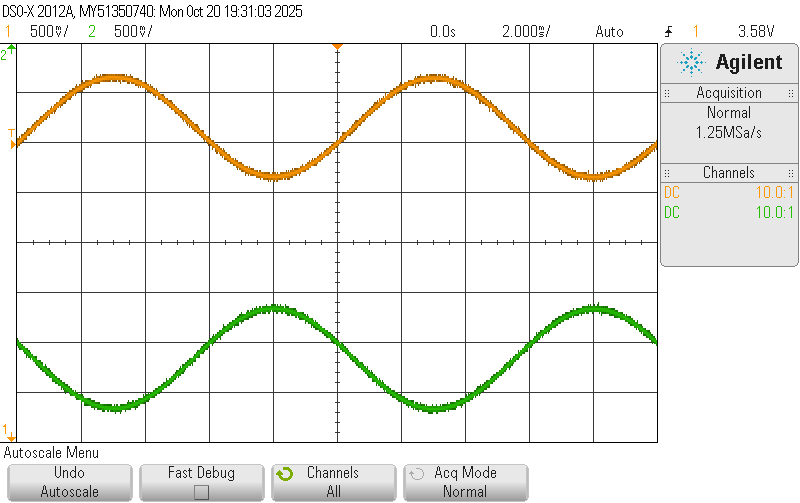 DSO-X 2012A, MY51350740: Mon Oct 20 19:31:03 2025
1 500mV/ 2 500mV/ 0.0s 2.000ms/ Auto 1 3.58V
2
T
1
Agilent
Acquisition
Normal
1.25MSa/s
Channels
DC 10.0:1
DC 10.0:1
Autoscale Menu
Undo
Autoscale
Fast Debug
Channels
All
Acq Mode
Normal